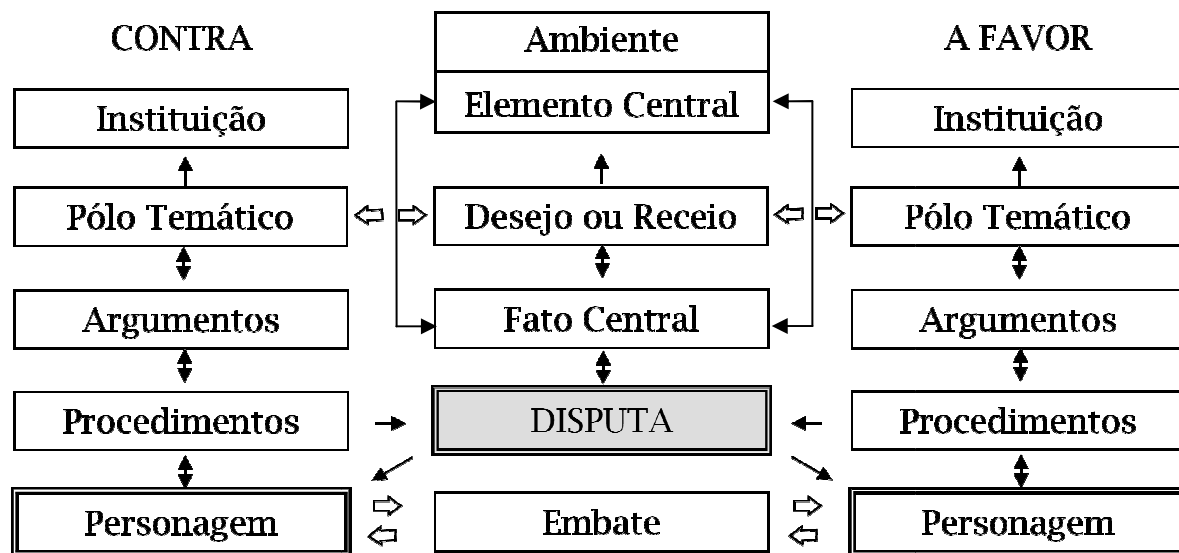 CONTRA
Ambiente
A FAVOR
Instituição
Elemento Central
Instituição
Pólo Temático
Desejo ou Receio
Pólo Temático
Argumentos
Fato Central
Argumentos
Procedimentos
DISPUTA
Procedimentos
Personagem
Embate
Personagem